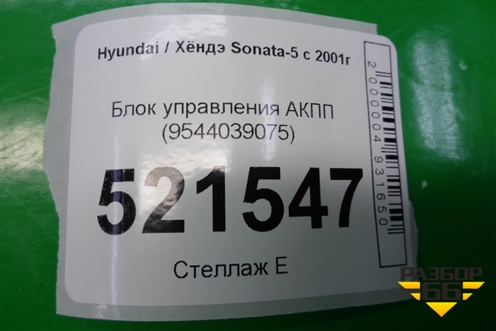 Hyundai / Хёндэ Sonata-5 с 2001г
Блок управления АКПП
(9544039075)
521547
Стеллаж Е
2000004931650
РАЗБОР
66